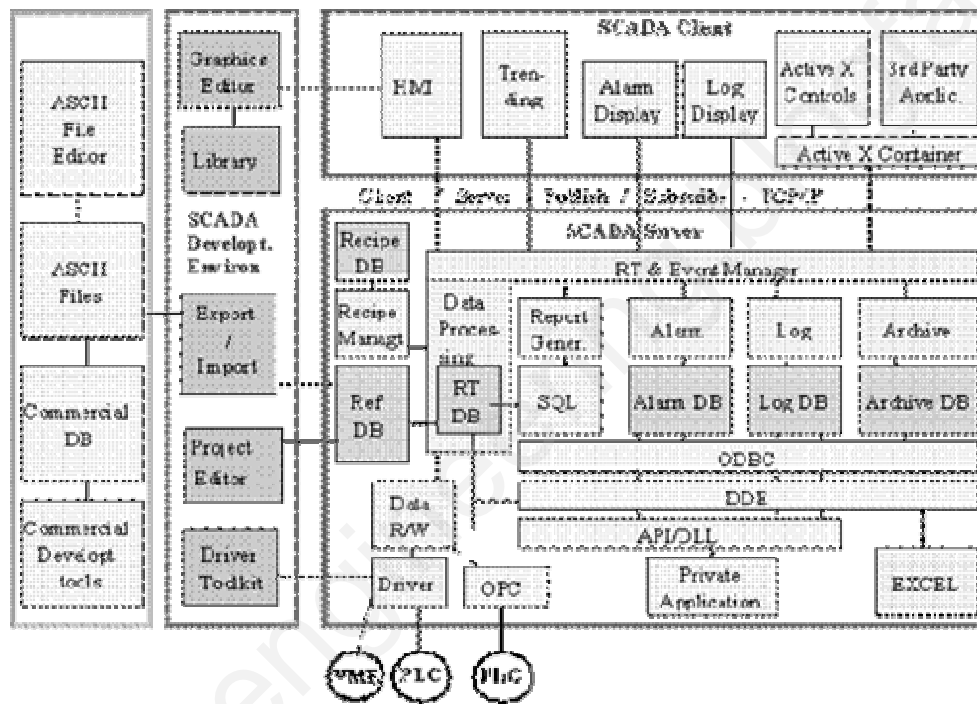 ASCII
File
Editor
ASCII
Files
Commercial
DB
Commercial
Developt
tools
Graphics
Editor
Library
SCADA
Developt.
Environ
Export
/
Import
Project
Editor
Driver
Toolkit
SCADA Client
HMI
Tren-
ding
Alarm
Display
Log
Display
Active X
Controls
3rd Party
Applic.
Active X Container
Client / Server - Publish / Subscribe - TCP/IP
SCADA Server
Recipe
DB
Recipe
Managt
Ref
DB
RT & Event Manager
Data
Proces-
sing
RT
DB
Report
Gener.
Alarm
Log
Archive
SQL
Alarm DB
Log DB
Archive DB
ODBC
DDE
API/DLL
Data
R/W
Driver
OPC
Private
Application
EXCEL
VME
PLC